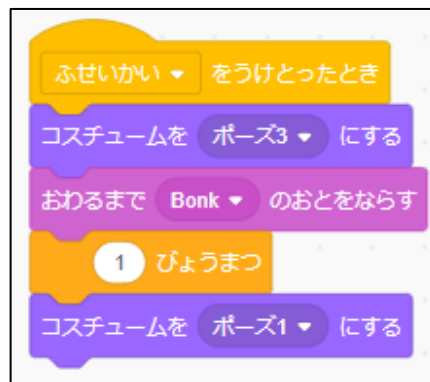 ふせいかい をうけとったとき
コスチュームを ポーズ3 にする
おわるまで Bonk のおとをならす
1 びょうまつ
コスチュームを ポーズ1 にする